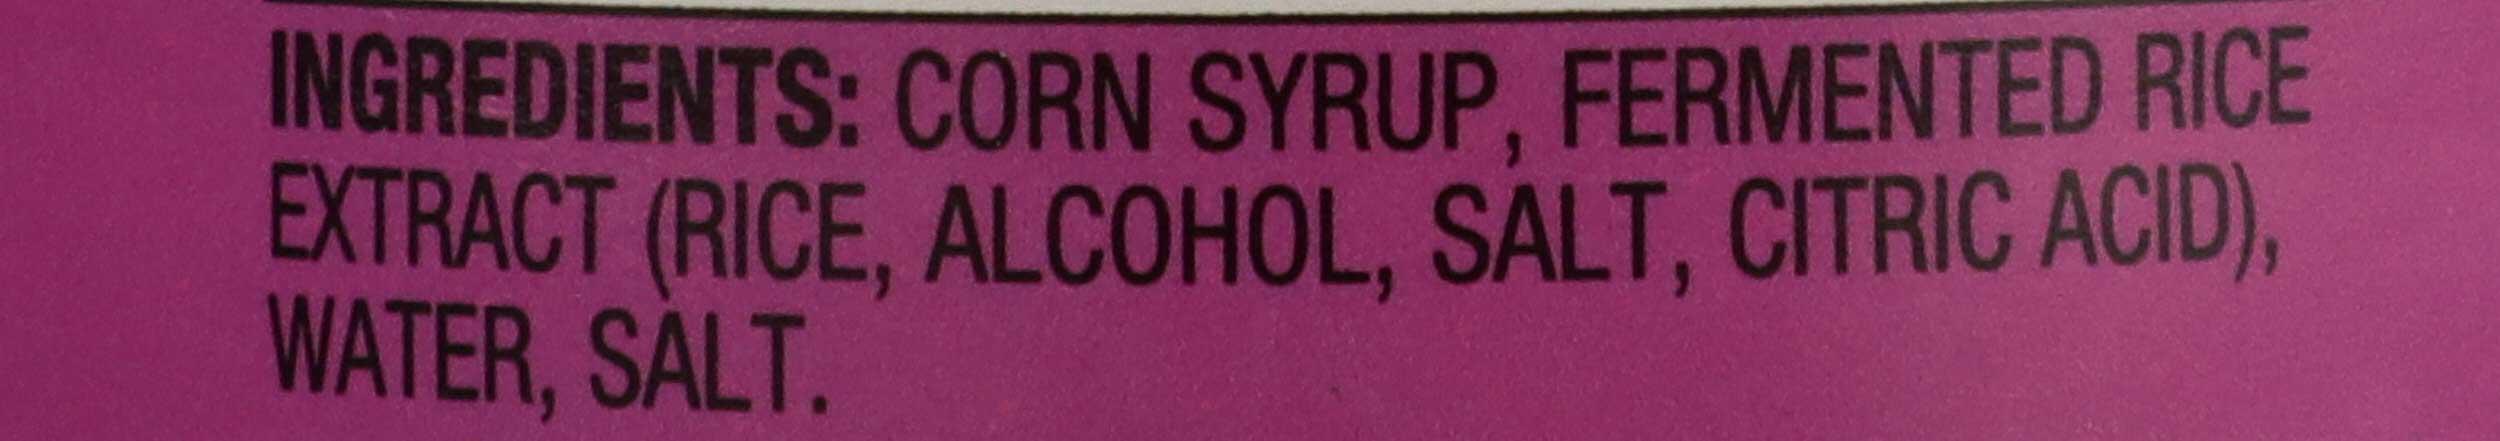 INGREDIENTS: CORN SYRUP, FERMENTED RICE
EXTRACT (RICE, ALCOHOL, SALT, CITRIC ACID),
WATER, SALT.